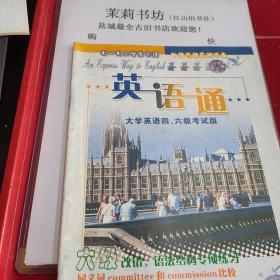 茉莉书坊(江山旧书社)
盐城最全古旧书店欢迎您!
购 快
An Express Way to English
英语通
大学英语四、六级考试版
六级 改错、语法结构专项练习
同义词committee和commission比较